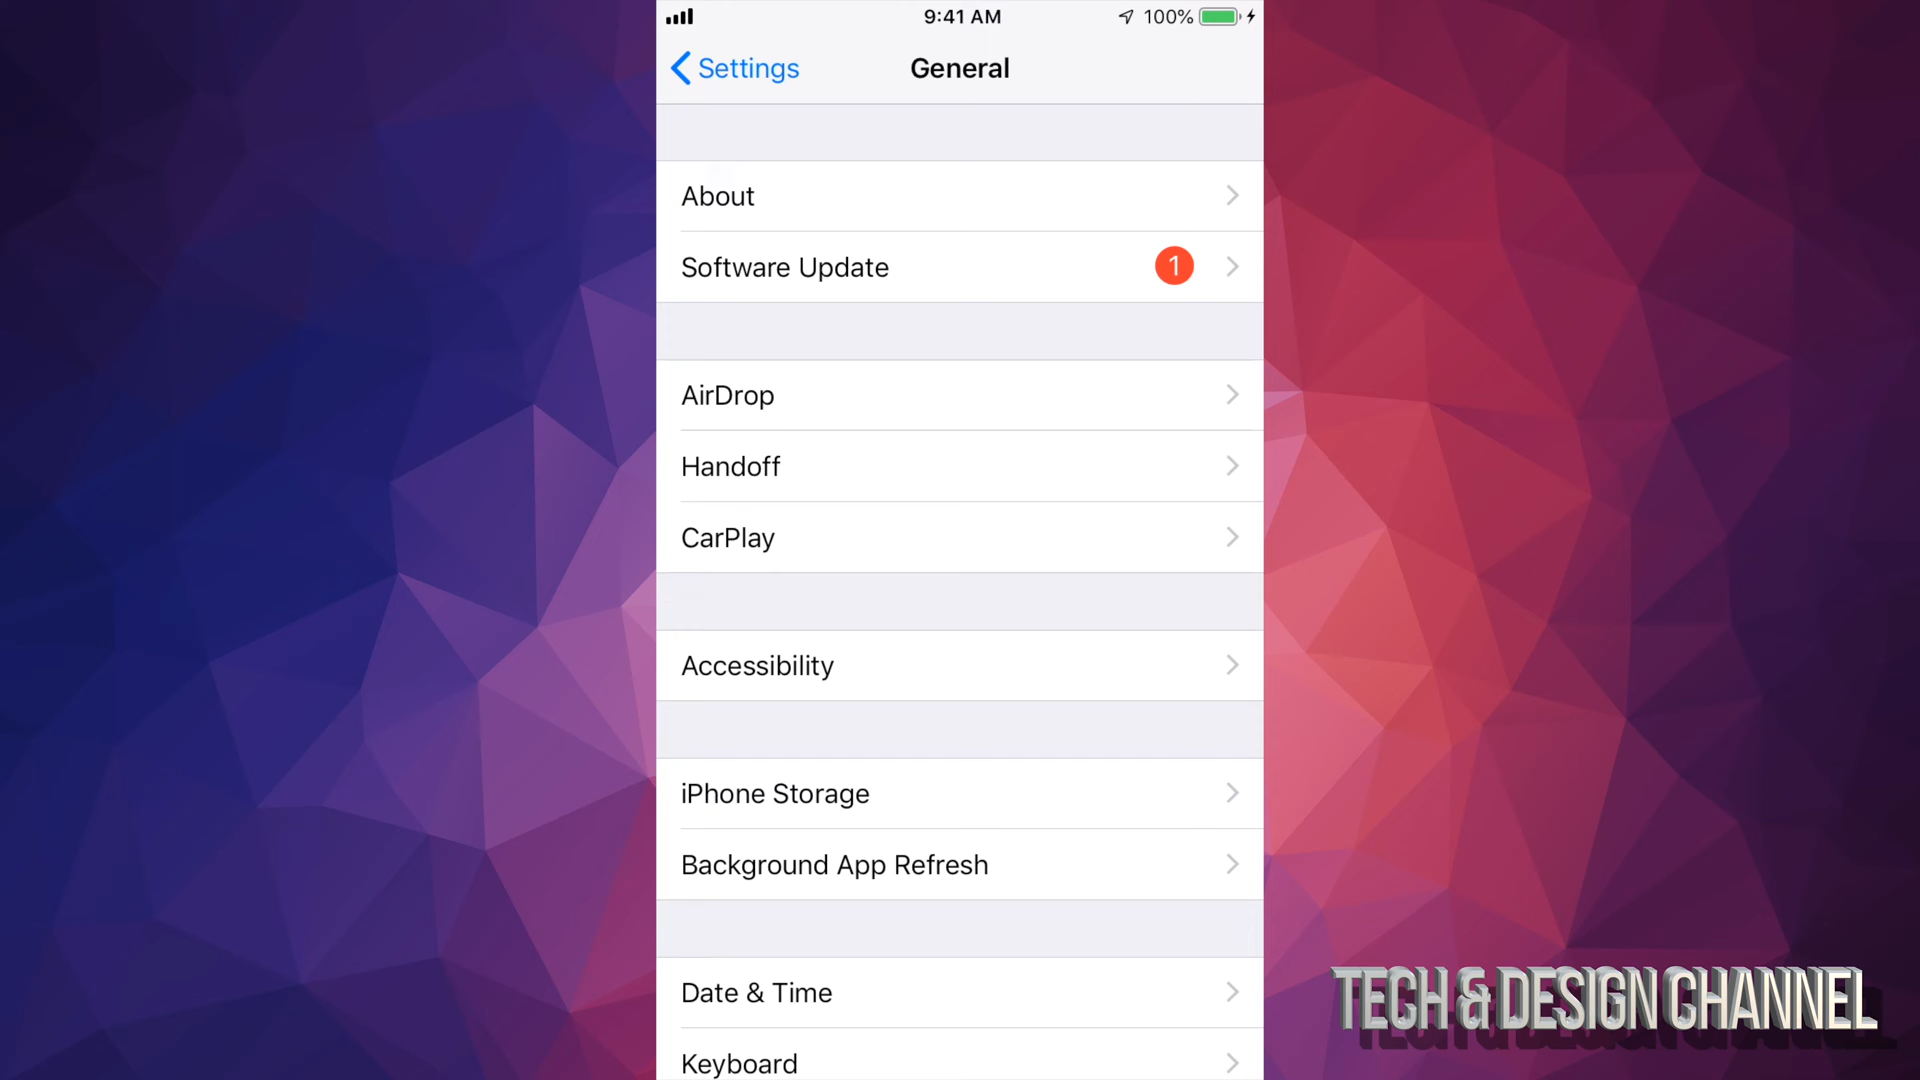 9:41 AM
100%
Settings
General
About
Software Update
1
AirDrop
Handoff
CarPlay
Accessibility
iPhone Storage
Background App Refresh
Date & Time
Keyboard
TECH & DESIGN CHANNEL